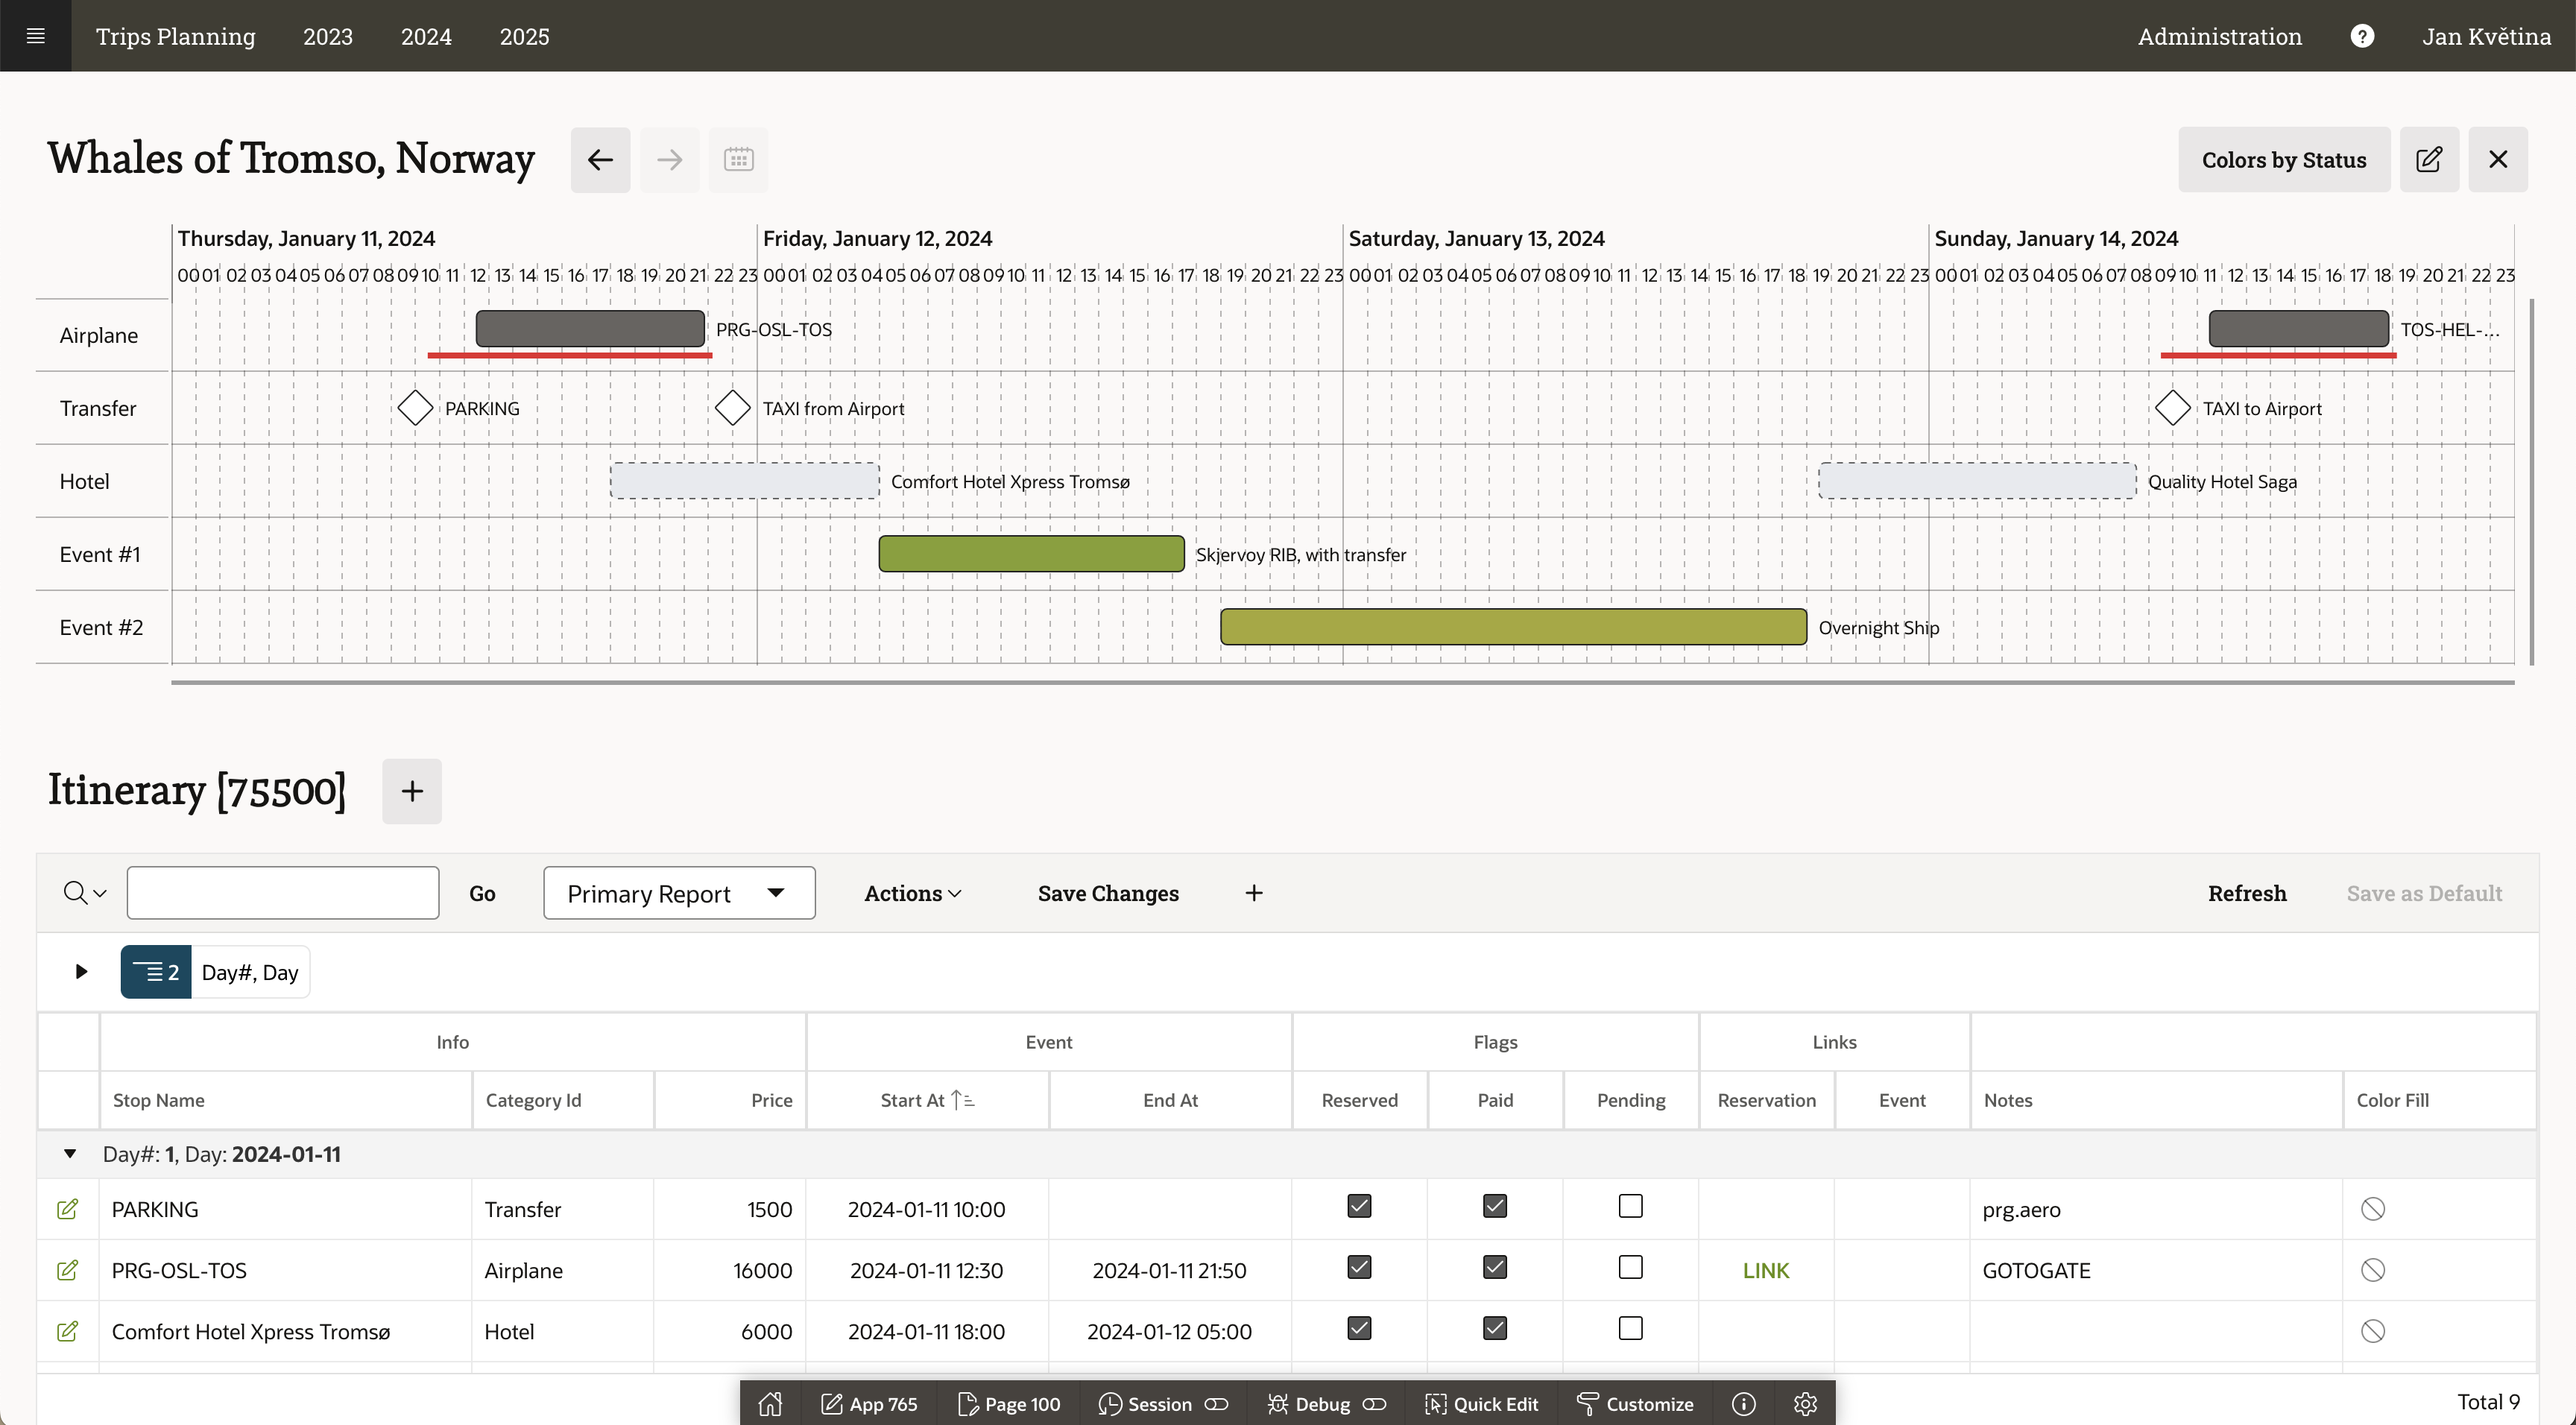 Trips Planning 2023 2024 2025 Administration ? Jan Květina
Whales of Tromso, Norway Colors by Status
Thursday, January 11, 2024 Friday, January 12, 2024 Saturday, January 13, 2024 Sunday, January 14, 2024
00 01 02 03 04 05 06 07 08 09 10 11 12 13 14 15 16 17 18 19 20 21 22 23 00 01 02 03 04 05 06 07 08 09 10 11 12 13 14 15 16 17 18 19 20 21 22 23 00 01 02 03 04 05 06 07 08 09 10 11 12 13 14 15 16 17 18 19 20 21 22 23 00 01 02 03 04 05 06 07 08 09 10 11 12 13 14 15 16 17 18 19 20 21 22 23
Airplane PRG-OSL-TOS TOS-HEL-...
Transfer PARKING TAXI from Airport TAXI to Airport
Hotel Comfort Hotel Xpress Tromsø Quality Hotel Saga
Event #1 Skjervoy RIB, with transfer
Event #2 Overnight Ship
Itinerary [75500] +
Go Primary Report Actions Save Changes + Refresh Save as Default
2 Day#, Day
Info Event Flags Links
Stop Name Category Id Price Start At End At Reserved Paid Pending Reservation Event Notes Color Fill
Day#: 1, Day: 2024-01-11
PARKING Transfer 1500 2024-01-11 10:00 prg.aero
PRG-OSL-TOS Airplane 16000 2024-01-11 12:30 2024-01-11 21:50 LINK GOTOGATE
Comfort Hotel Xpress Tromsø Hotel 6000 2024-01-11 18:00 2024-01-12 05:00
App 765 Page 100 Session Debug Quick Edit Customize Total 9